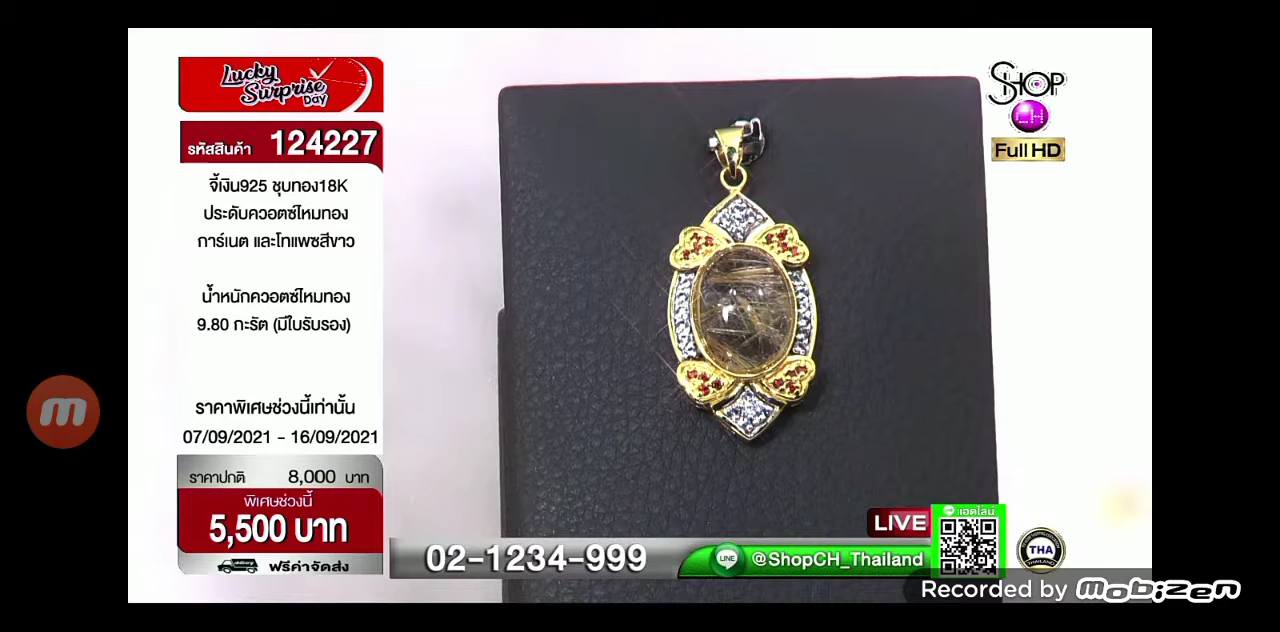 Lucky
Surprise
Day
รหัสสินค้า 124227
จี้เงิน925 ชุบทอง18K
ประดับควอตซ์ไหมทอง
การ์เนต และโทแพซสีขาว
น้ำหนักควอตซ์ไหมทอง
9.80 กะรัต (มีใบรับรอง)
ราคาพิเศษช่วงนี้เท่านั้น
07/09/2021 - 16/09/2021
ราคาปกติ 8,000 บาท
พิเศษช่วงนี้
5,500 บาท
ฟรีค่าจัดส่ง
SHOP
CH
Full HD
LIVE
แอดไลน์
02-1234-999
LINE @ShopCH_Thailand
THA
Recorded by mobizen